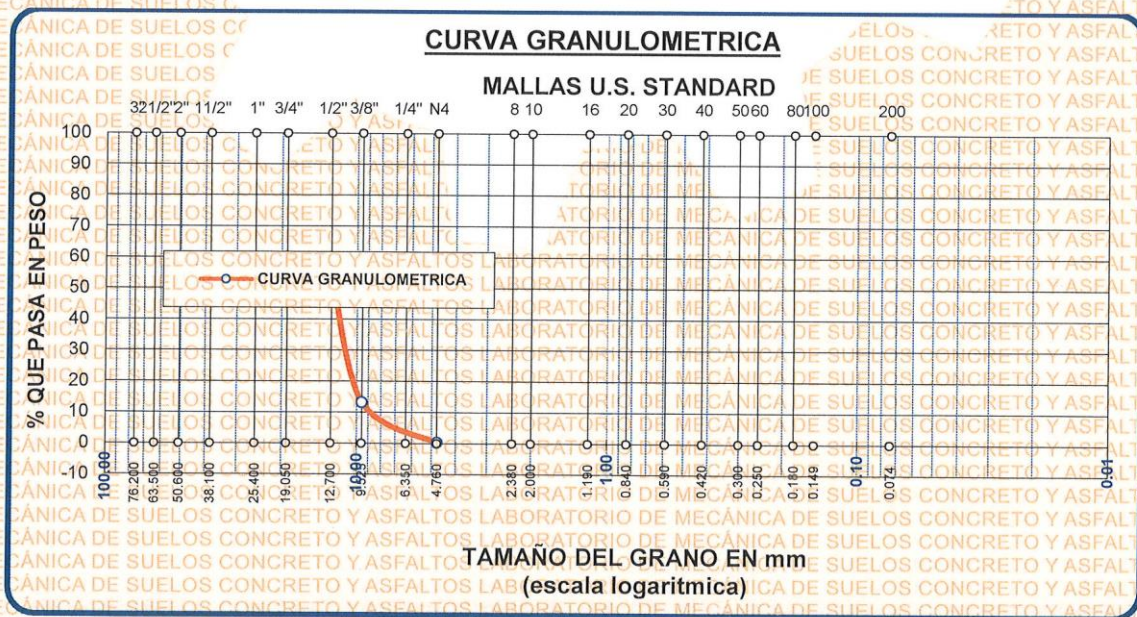 CURVA GRANULOMETRICA
MALLAS U.S. STANDARD
3 2 1/2" 2" 1 1/2" 1" 3/4" 1/2" 3/8" 1/4" N4 8 10 16 20 30 40 50 60 80 100 200
% QUE PASA EN PESO
100
90
80
70
60
50
40
30
20
10
0
-10
CURVA GRANULOMETRICA
100.00 10.00 1.00 0.10 0.01
76.200 63.500 50.600 38.100 25.400 19.050 12.700 9.525 6.350 4.760 2.380 2.000 1.190 0.840 0.590 0.420 0.300 0.250 0.180 0.149 0.074
TAMAÑO DEL GRANO EN mm
(escala logaritmica)
LABORATORIO DE MECÁNICA DE SUELOS CONCRETO Y ASFALTOS